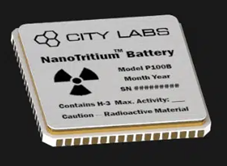 CITY LABS
NanoTritium™ Battery
Model P100B
Month Year
SN #########
Contains H-3 Max. Activity: ___
Caution - Radioactive Material